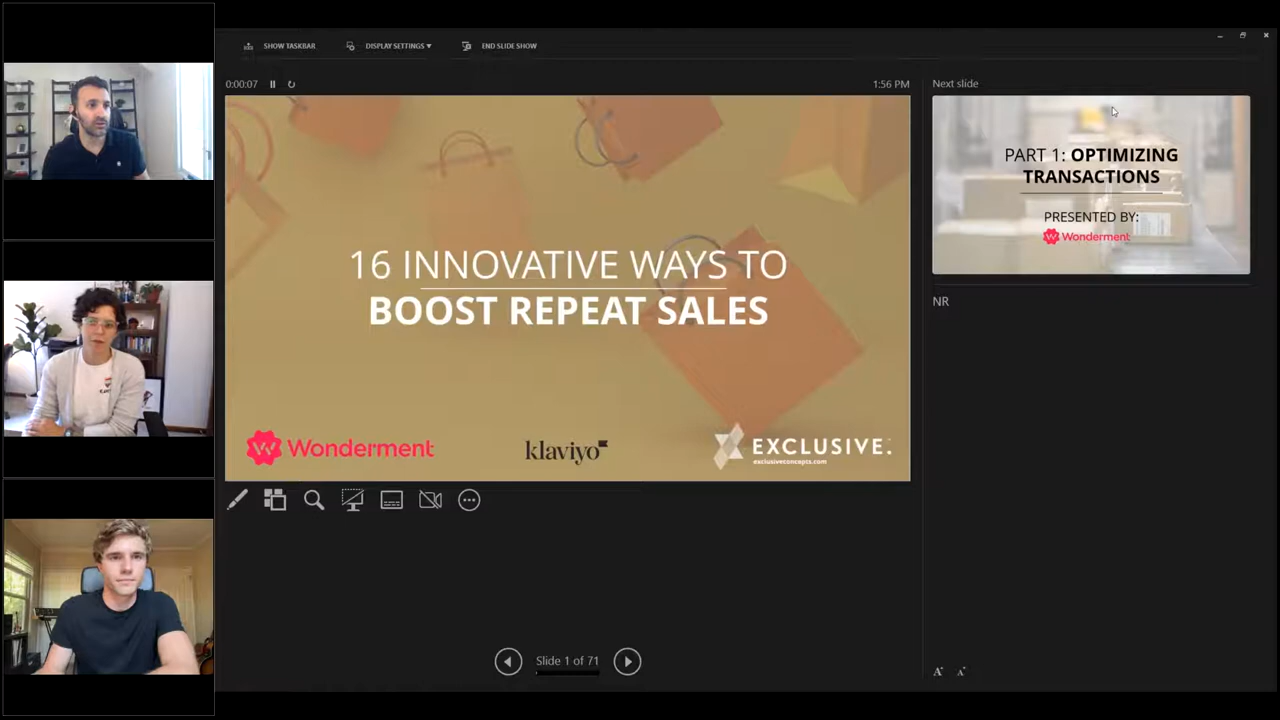 SHOW TASKBAR
DISPLAY SETTINGS ▾
END SLIDE SHOW
0:00:07
1:56 PM
16 INNOVATIVE WAYS TO
BOOST REPEAT SALES
Wonderment
klaviyo
EXCLUSIVE.
exclusiveconcepts.com
Slide 1 of 71
Next slide
PART 1: OPTIMIZING
TRANSACTIONS
PRESENTED BY:
Wonderment
NR